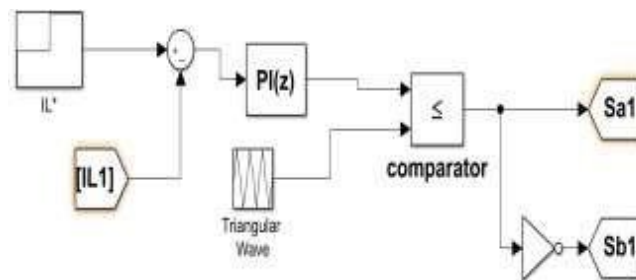 IL*
+
-
PI(z)
≤
Sa1
[IL1]
comparator
Triangular
Wave
Sb1